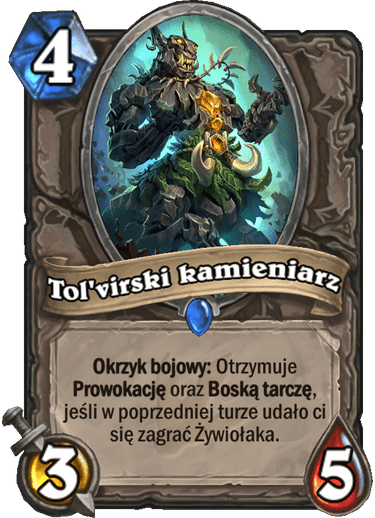 4
Tol'virski kamieniarz
Okrzyk bojowy: Otrzymuje
Prowokację oraz Boską tarczę,
jeśli w poprzedniej turze udało ci
się zagrać Żywiołaka.
3
5